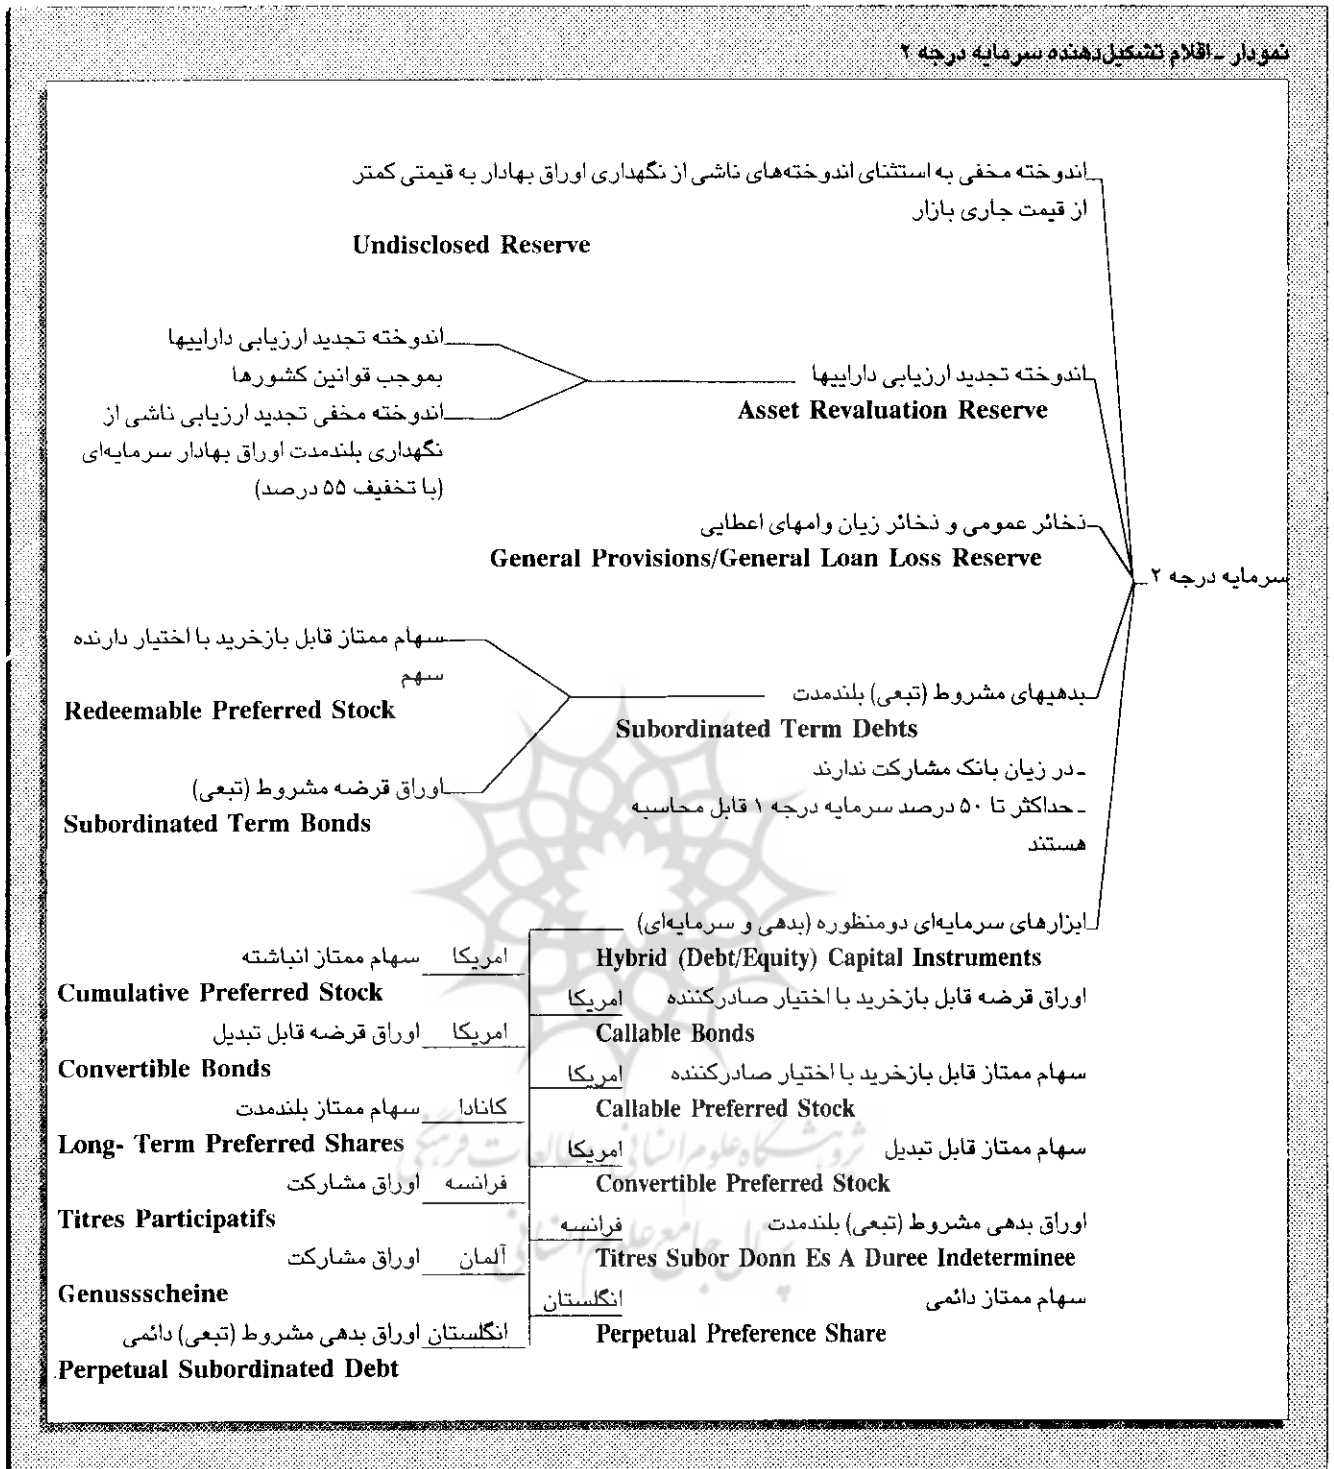 نمودار ـ اقلام تشکیل‌دهنده سرمایه درجه ۲
سرمایه درجه ۲
اندوخته مخفی به استثنای اندوخته‌های ناشی از نگهداری اوراق بهادار به قیمتی کمتر
از قیمت جاری بازار
Undisclosed Reserve
اندوخته تجدید ارزیابی داراییها
Asset Revaluation Reserve
اندوخته تجدید ارزیابی داراییها
بموجب قوانین کشورها
اندوخته مخفی تجدید ارزیابی ناشی از
نگهداری بلندمدت اوراق بهادار سرمایه‌ای
(با تخفیف ۵۵ درصد)
ذخائر عمومی و ذخائر زیان وامهای اعطایی
General Provisions/General Loan Loss Reserve
بدهیهای مشروط (تبعی) بلندمدت
Subordinated Term Debts
ـ در زیان بانک مشارکت ندارند
ـ حداکثر تا ۵۰ درصد سرمایه درجه ۱ قابل محاسبه
هستند
سهام ممتاز قابل بازخرید با اختیار دارنده
سهم
Redeemable Preferred Stock
اوراق قرضه مشروط (تبعی)
Subordinated Term Bonds
ابزارهای سرمایه‌ای دومنظوره (بدهی و سرمایه‌ای)
Hybrid (Debt/Equity) Capital Instruments
اوراق قرضه قابل بازخرید با اختیار صادرکننده امریکا
Callable Bonds
سهام ممتاز قابل بازخرید با اختیار صادرکننده امریکا
Callable Preferred Stock
سهام ممتاز قابل تبدیل امریکا
Convertible Preferred Stock
اوراق بدهی مشروط (تبعی) بلندمدت فرانسه
Titres Subor Donn Es A Duree Indeterminee
سهام ممتاز دائمی انگلستان
Perpetual Preference Share
امریکا سهام ممتاز انباشته
Cumulative Preferred Stock
امریکا اوراق قرضه قابل تبدیل
Convertible Bonds
کانادا سهام ممتاز بلندمدت
Long- Term Preferred Shares
فرانسه اوراق مشارکت
Titres Participatifs
آلمان اوراق مشارکت
Genussscheine
انگلستان اوراق بدهی مشروط (تبعی) دائمی
Perpetual Subordinated Debt
پژوهشگاه علوم انسانی و مطالعات فرهنگی
پرتال جامع علوم انسانی